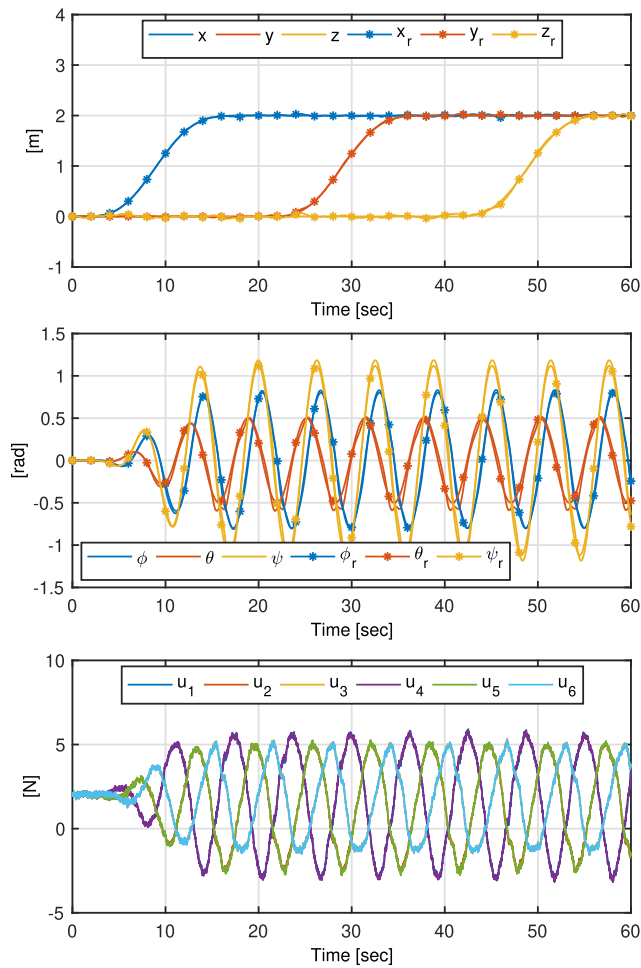 4
x y z x_r y_r z_r
3
2
[m]
1
0
-1
0 10 20 30 40 50 60
Time [sec]
1.5
1
0.5
[rad]
0
-0.5
-1
ϕ θ ψ ϕ_r θ_r ψ_r
-1.5
0 10 20 30 40 50 60
Time [sec]
10
u_1 u_2 u_3 u_4 u_5 u_6
5
[N]
0
-5
0 10 20 30 40 50 60
Time [sec]